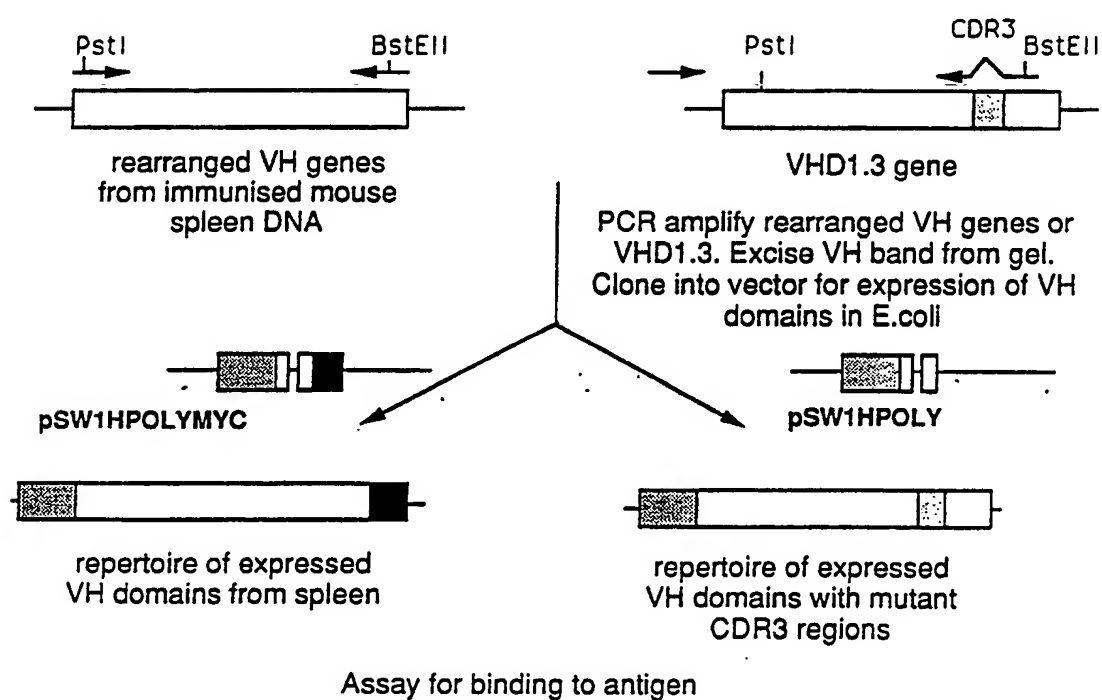 PstI
BstEII
rearranged VH genes
from immunised mouse
spleen DNA
PstI
CDR3
BstEII
VHD1.3 gene
PCR amplify rearranged VH genes or
VHD1.3. Excise VH band from gel.
Clone into vector for expression of VH
domains in E.coli
pSW1HPOLYMYC
pSW1HPOLY
repertoire of expressed
VH domains from spleen
repertoire of expressed
VH domains with mutant
CDR3 regions
Assay for binding to antigen